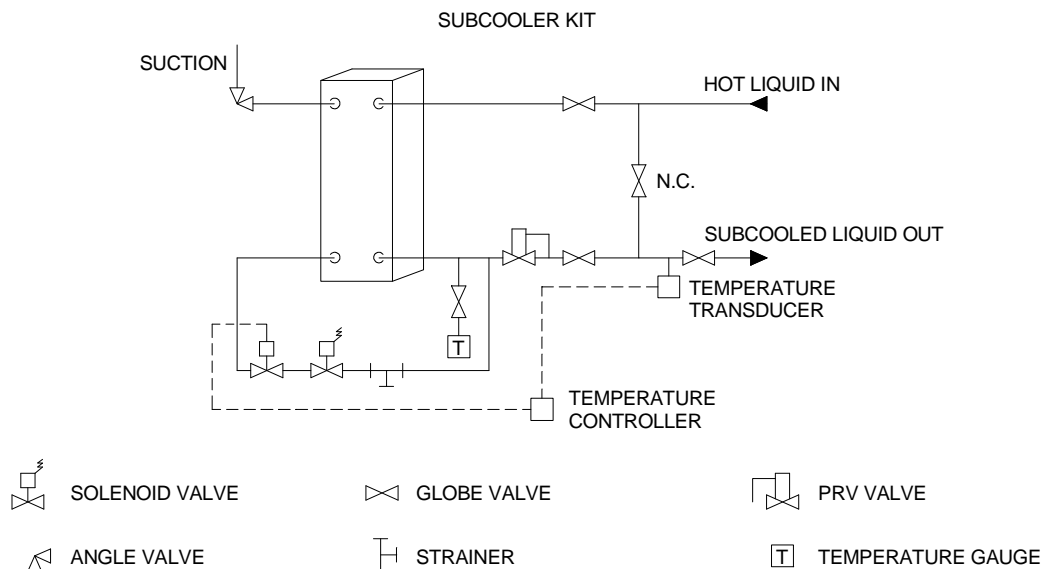 SUBCOOLER KIT
SUCTION
HOT LIQUID IN
N.C.
SUBCOOLED LIQUID OUT
TEMPERATURE
TRANSDUCER
T
TEMPERATURE
CONTROLLER
SOLENOID VALVE
GLOBE VALVE
PRV VALVE
ANGLE VALVE
STRAINER
T TEMPERATURE GAUGE